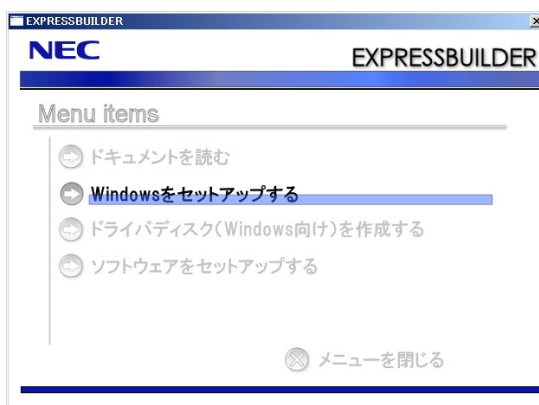 EXPRESSBUILDER
NEC
EXPRESSBUILDER
Menu items
ドキュメントを読む
Windowsをセットアップする
ドライバディスク(Windows向け)を作成する
ソフトウェアをセットアップする
メニューを閉じる